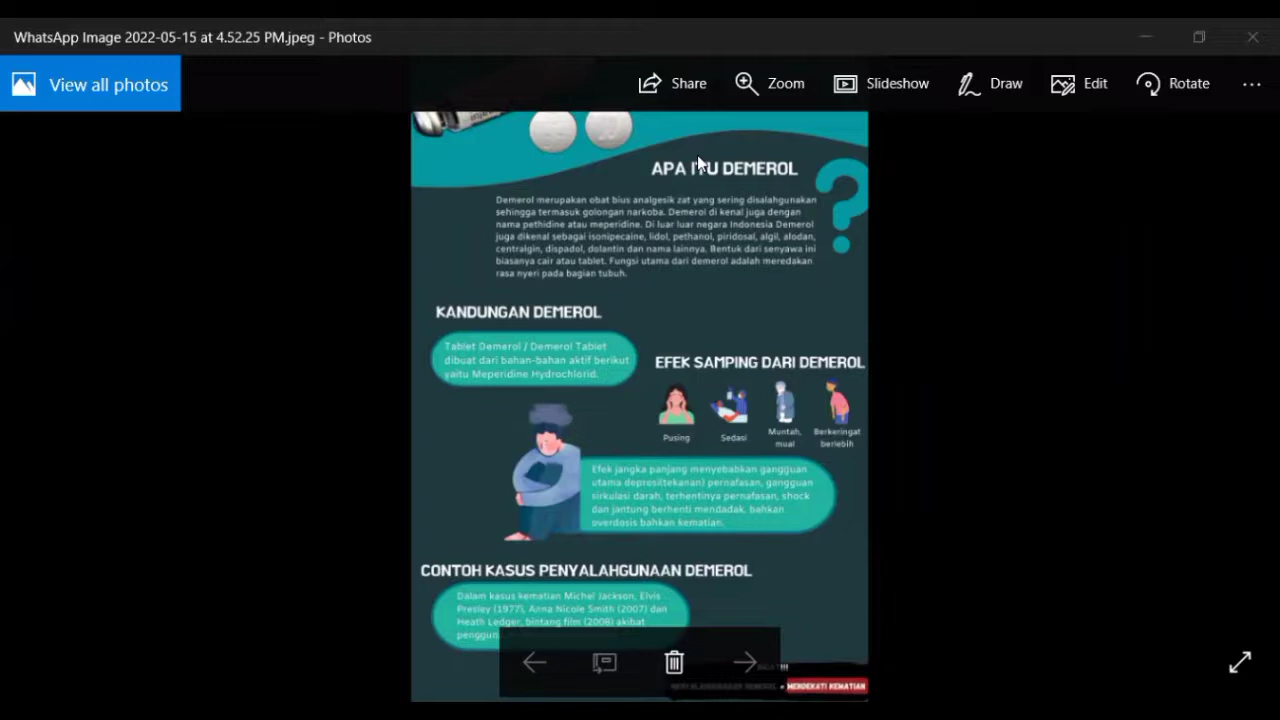 WhatsApp Image 2022-05-15 at 4.52.25 PM.jpeg - Photos
View all photos
Share
Zoom
Slideshow
Draw
Edit
Rotate
APA ITU DEMEROL
Demerol merupakan obat bius analgesik zat yang sering disalahgunakan
sehingga termasuk golongan narkoba. Demerol di kenal juga dengan
nama pethidine atau meperidine. Di luar luar negara Indonesia Demerol
juga dikenal sebagai isonipecaine, lidol, pethanol, piridosal, algil, alodan,
centralgin, dispadol, dolantin dan nama lainnya. Bentuk dari senyawa ini
biasanya cair atau tablet. Fungsi utama dari demerol adalah meredakan
rasa nyeri pada bagian tubuh.
KANDUNGAN DEMEROL
Tablet Demerol / Demerol Tablet
dibuat dari bahan-bahan aktif berikut
yaitu Meperidine Hydrochlorid.
EFEK SAMPING DARI DEMEROL
Pusing
Sedasi
Muntah,
mual
Berkeringat
berlebih
Efek jangka panjang menyebabkan gangguan
utama depresi(tekanan) pernafasan, gangguan
sirkulasi darah, terhentinya pernafasan, shock
dan jantung berhenti mendadak, bahkan
overdosis bahkan kematian.
CONTOH KASUS PENYALAHGUNAAN DEMEROL
Dalam kasus kematian Michel Jackson, Elvis
Presley (1977), Anna Nicole Smith (2007) dan
Heath Ledger, bintang film (2008) akibat
penggun
DEMEROL = MENDEKATI KEMATIAN